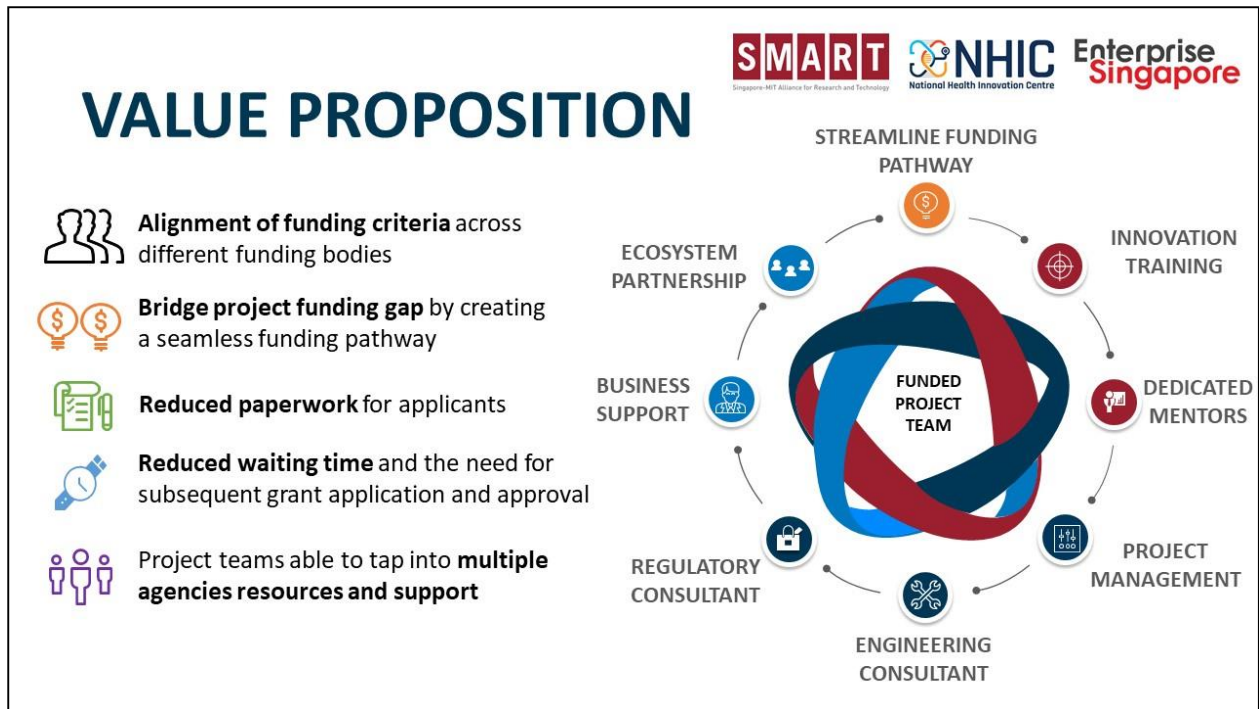 SMART
Singapore-MIT Alliance for Research and Technology
NHIC
National Health Innovation Centre
Enterprise
Singapore
VALUE PROPOSITION
Alignment of funding criteria across
different funding bodies
Bridge project funding gap by creating
a seamless funding pathway
Reduced paperwork for applicants
Reduced waiting time and the need for
subsequent grant application and approval
Project teams able to tap into multiple
agencies resources and support
STREAMLINE FUNDING
PATHWAY
INNOVATION
TRAINING
DEDICATED
MENTORS
PROJECT
MANAGEMENT
ENGINEERING
CONSULTANT
REGULATORY
CONSULTANT
BUSINESS
SUPPORT
ECOSYSTEM
PARTNERSHIP
FUNDED
PROJECT
TEAM